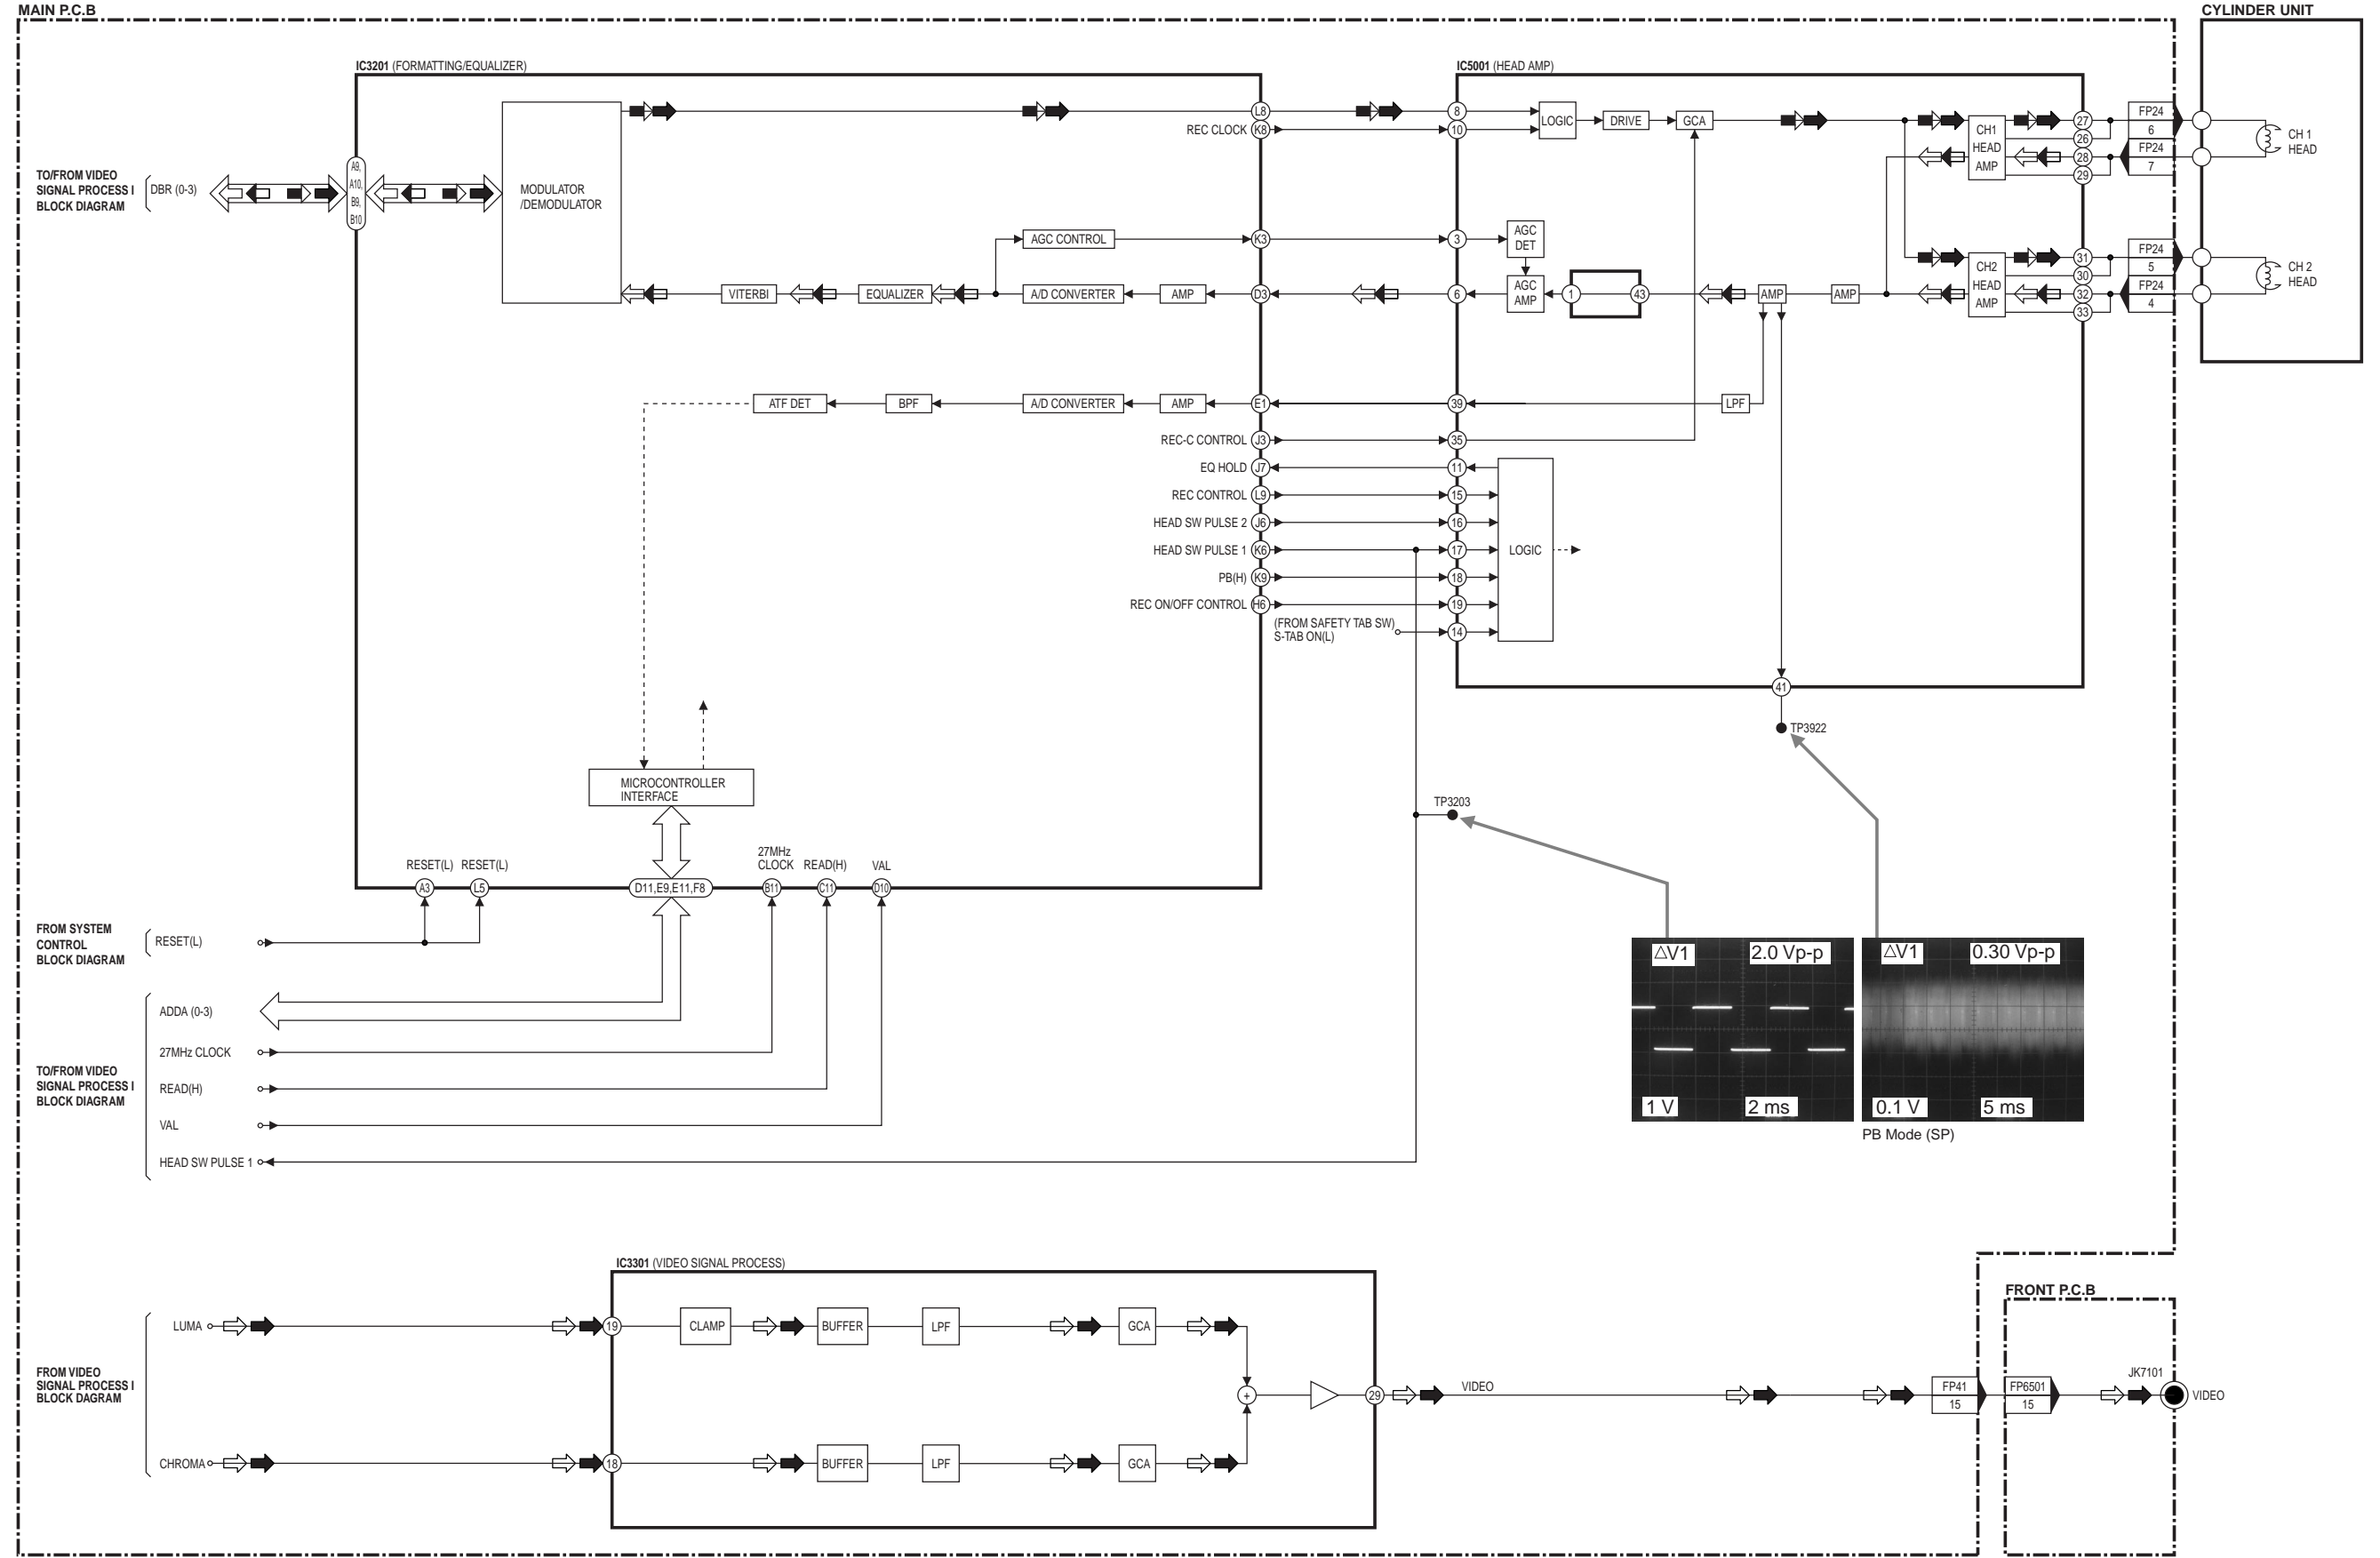 MAIN P.C.B
CYLINDER UNIT
IC3201 (FORMATTING/EQUALIZER)
IC5001 (HEAD AMP)
TO/FROM VIDEO
SIGNAL PROCESS I
BLOCK DIAGRAM
DBR (0-3)
A9,
A10,
B9,
B10
MODULATOR
/DEMODULATOR
L8
REC CLOCK
K8
AGC CONTROL
K3
VITERBI
EQUALIZER
A/D CONVERTER
AMP
D3
ATF DET
BPF
A/D CONVERTER
AMP
E1
REC-C CONTROL
J3
EQ HOLD
J7
REC CONTROL
L9
HEAD SW PULSE 2
J6
HEAD SW PULSE 1
K6
PB(H)
K9
REC ON/OFF CONTROL
H6
(FROM SAFETY TAB SW)
S-TAB ON(L)
8
10
3
6
39
35
11
15
16
17
18
19
14
LOGIC
DRIVE
GCA
AGC
DET
AGC
AMP
1
43
AMP
AMP
LPF
LOGIC
CH1
HEAD
AMP
CH2
HEAD
AMP
27
26
28
29
31
30
32
33
FP24
6
FP24
7
FP24
5
FP24
4
CH 1
HEAD
CH 2
HEAD
41
TP3922
TP3203
MICROCONTROLLER
INTERFACE
RESET(L)
RESET(L)
27MHz
CLOCK
READ(H)
VAL
A3
L5
D11,E9,E11,F8
B11
C11
D10
FROM SYSTEM
CONTROL
BLOCK DIAGRAM
RESET(L)
TO/FROM VIDEO
SIGNAL PROCESS I
BLOCK DIAGRAM
ADDA (0-3)
27MHz CLOCK
READ(H)
VAL
HEAD SW PULSE 1
△V1
2.0 Vp-p
1 V
2 ms
△V1
0.30 Vp-p
0.1 V
5 ms
PB Mode (SP)
IC3301 (VIDEO SIGNAL PROCESS)
FROM VIDEO
SIGNAL PROCESS I
BLOCK DAGRAM
LUMA
19
CLAMP
BUFFER
LPF
GCA
CHROMA
18
BUFFER
LPF
GCA
+
29
VIDEO
FP41
15
FRONT P.C.B
FP6501
15
JK7101
VIDEO